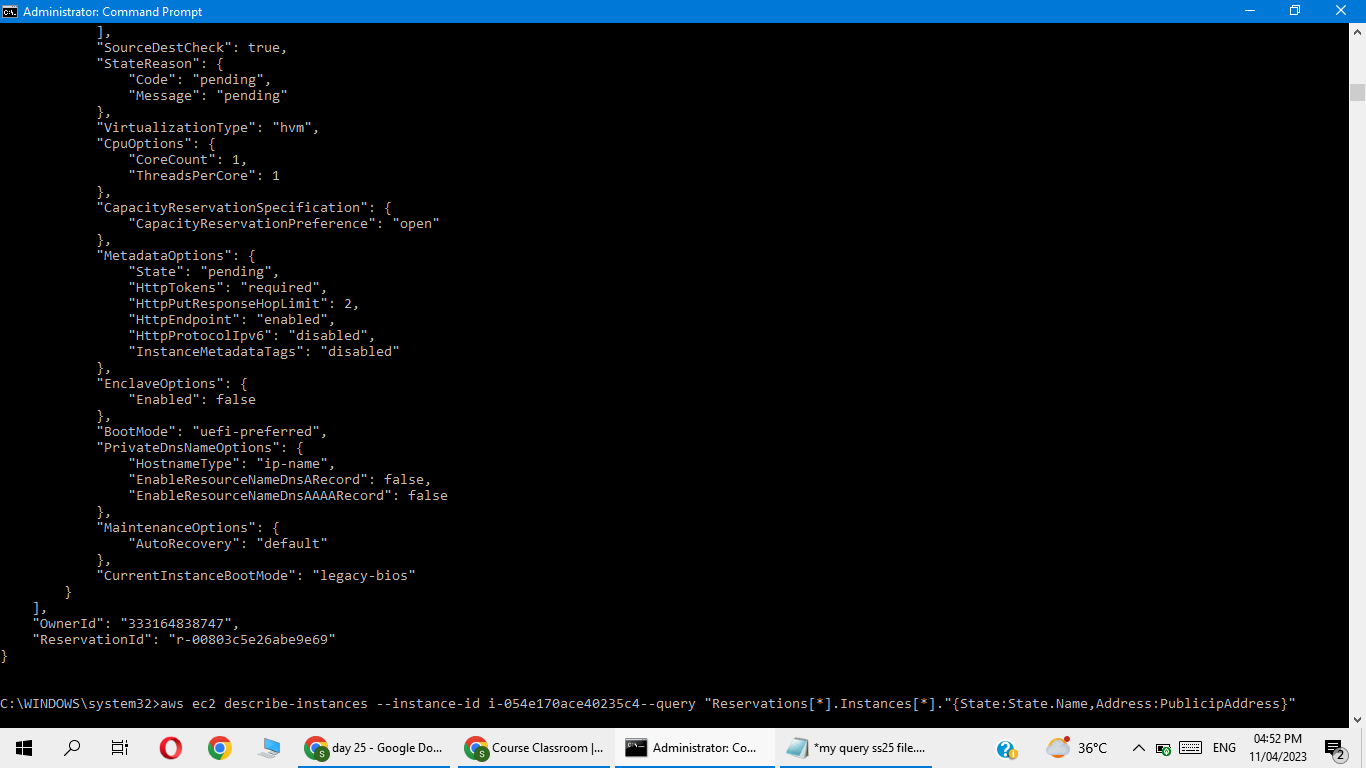 Administrator: Command Prompt
],
"SourceDestCheck": true,
"StateReason": {
"Code": "pending",
"Message": "pending"
},
"VirtualizationType": "hvm",
"CpuOptions": {
"CoreCount": 1,
"ThreadsPerCore": 1
},
"CapacityReservationSpecification": {
"CapacityReservationPreference": "open"
},
"MetadataOptions": {
"State": "pending",
"HttpTokens": "required",
"HttpPutResponseHopLimit": 2,
"HttpEndpoint": "enabled",
"HttpProtocolIpv6": "disabled",
"InstanceMetadataTags": "disabled"
},
"EnclaveOptions": {
"Enabled": false
},
"BootMode": "uefi-preferred",
"PrivateDnsNameOptions": {
"HostnameType": "ip-name",
"EnableResourceNameDnsARecord": false,
"EnableResourceNameDnsAAAARecord": false
},
"MaintenanceOptions": {
"AutoRecovery": "default"
},
"CurrentInstanceBootMode": "legacy-bios"
}
],
"OwnerId": "333164838747",
"ReservationId": "r-00803c5e26abe9e69"
}
C:\WINDOWS\system32>aws ec2 describe-instances --instance-id i-054e170ace40235c4--query "Reservations[*].Instances[*]."{State:State.Name,Address:PublicipAddress}"
day 25 - Google Do... Course Classroom |... Administrator: Co... *my query ss25 file.... 36°C ENG 04:52 PM
11/04/2023 2